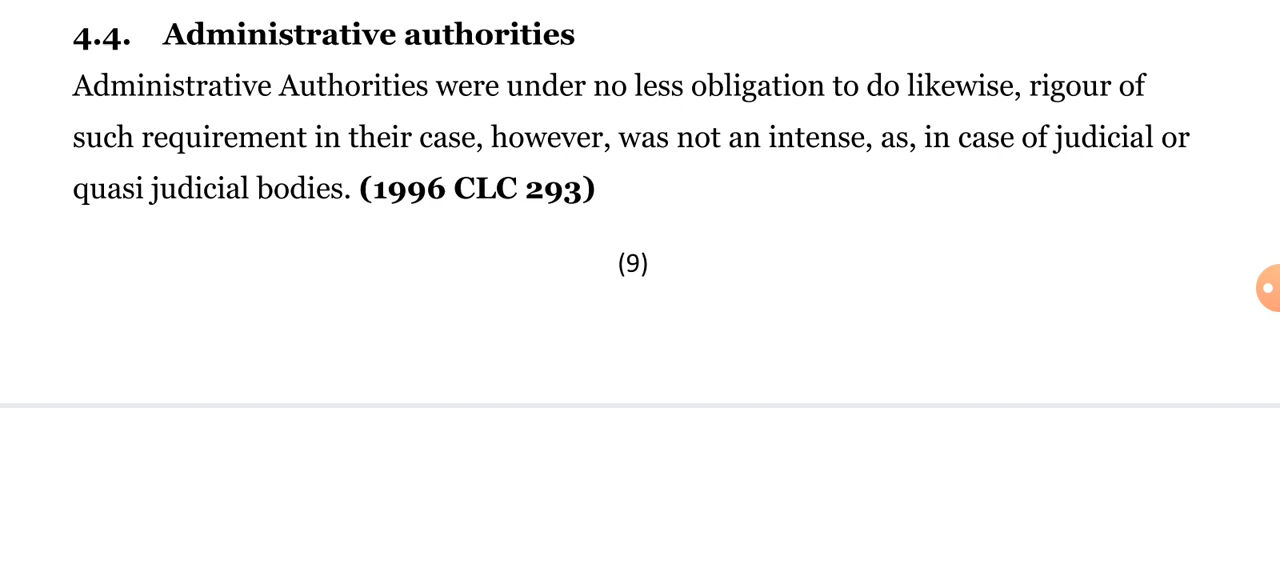 4.4. Administrative authorities
Administrative Authorities were under no less obligation to do likewise, rigour of
such requirement in their case, however, was not an intense, as, in case of judicial or
quasi judicial bodies. (1996 CLC 293)
(9)